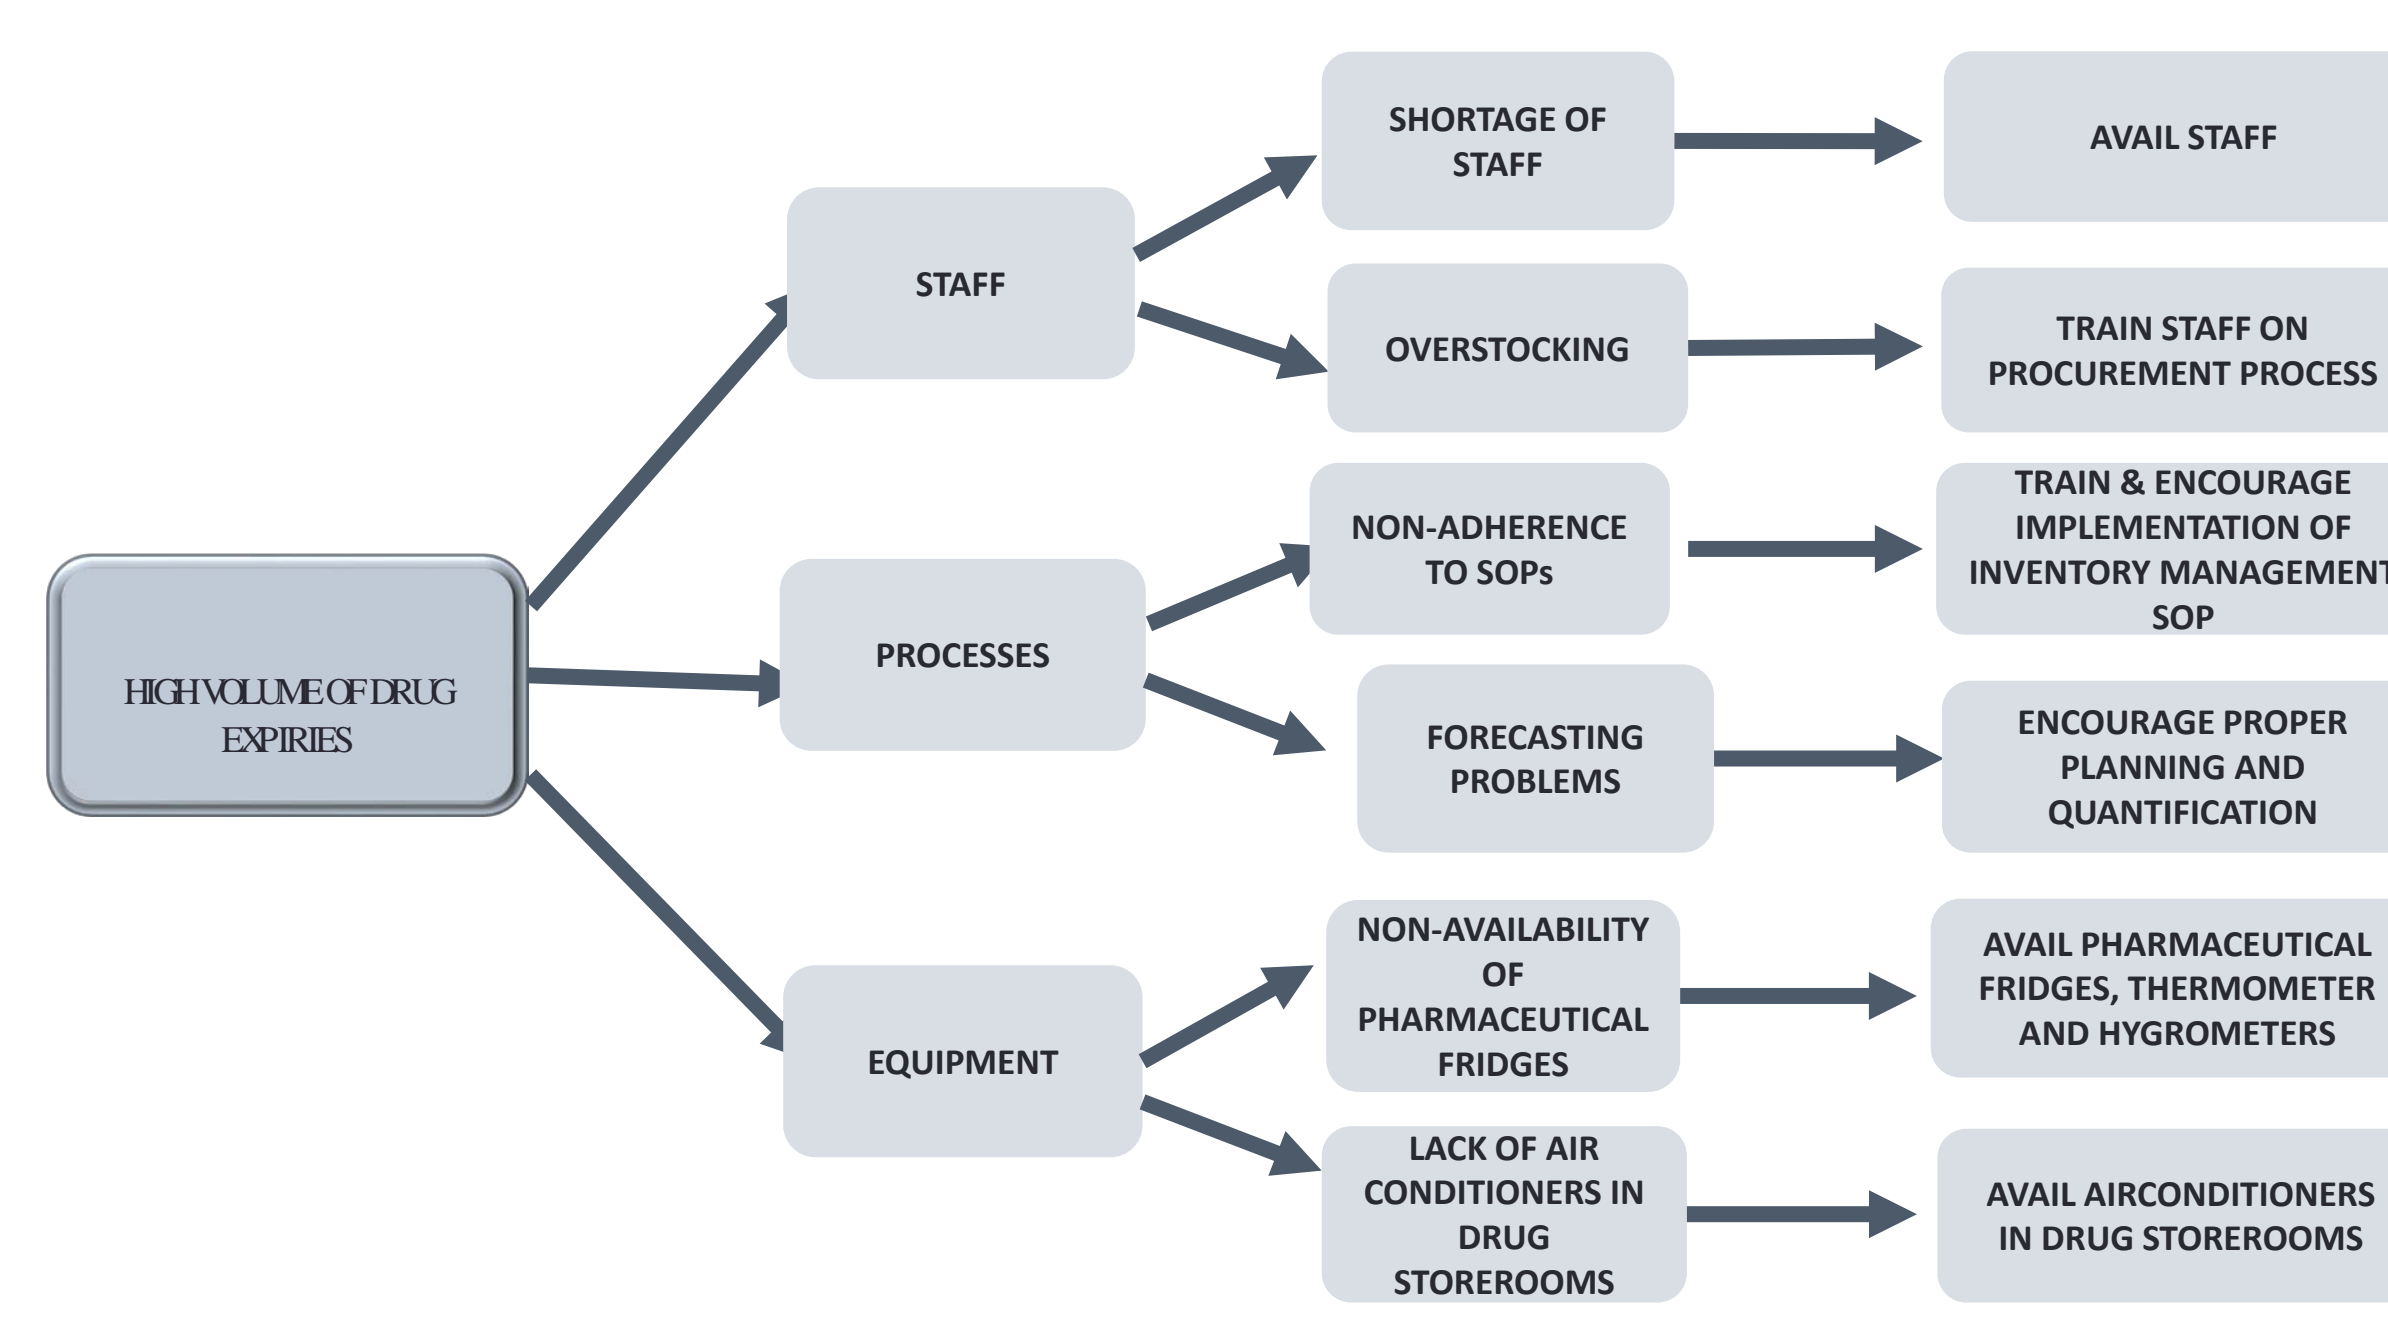 SHORTAGE OF
STAFF
AVAIL STAFF
STAFF
OVERSTOCKING
TRAIN STAFF ON
PROCUREMENT PROCESS
NON-ADHERENCE
TO SOPs
TRAIN & ENCOURAGE
IMPLEMENTATION OF
INVENTORY MANAGEMENT
SOP
HIGH VOLUME OF DRUG
EXPIRIES
PROCESSES
FORECASTING
PROBLEMS
ENCOURAGE PROPER
PLANNING AND
QUANTIFICATION
EQUIPMENT
NON-AVAILABILITY
OF
PHARMACEUTICAL
FRIDGES
AVAIL PHARMACEUTICAL
FRIDGES, THERMOMETER
AND HYGROMETERS
LACK OF AIR
CONDITIONERS IN
DRUG
STOREROOMS
AVAIL AIRCONDITIONERS
IN DRUG STOREROOMS